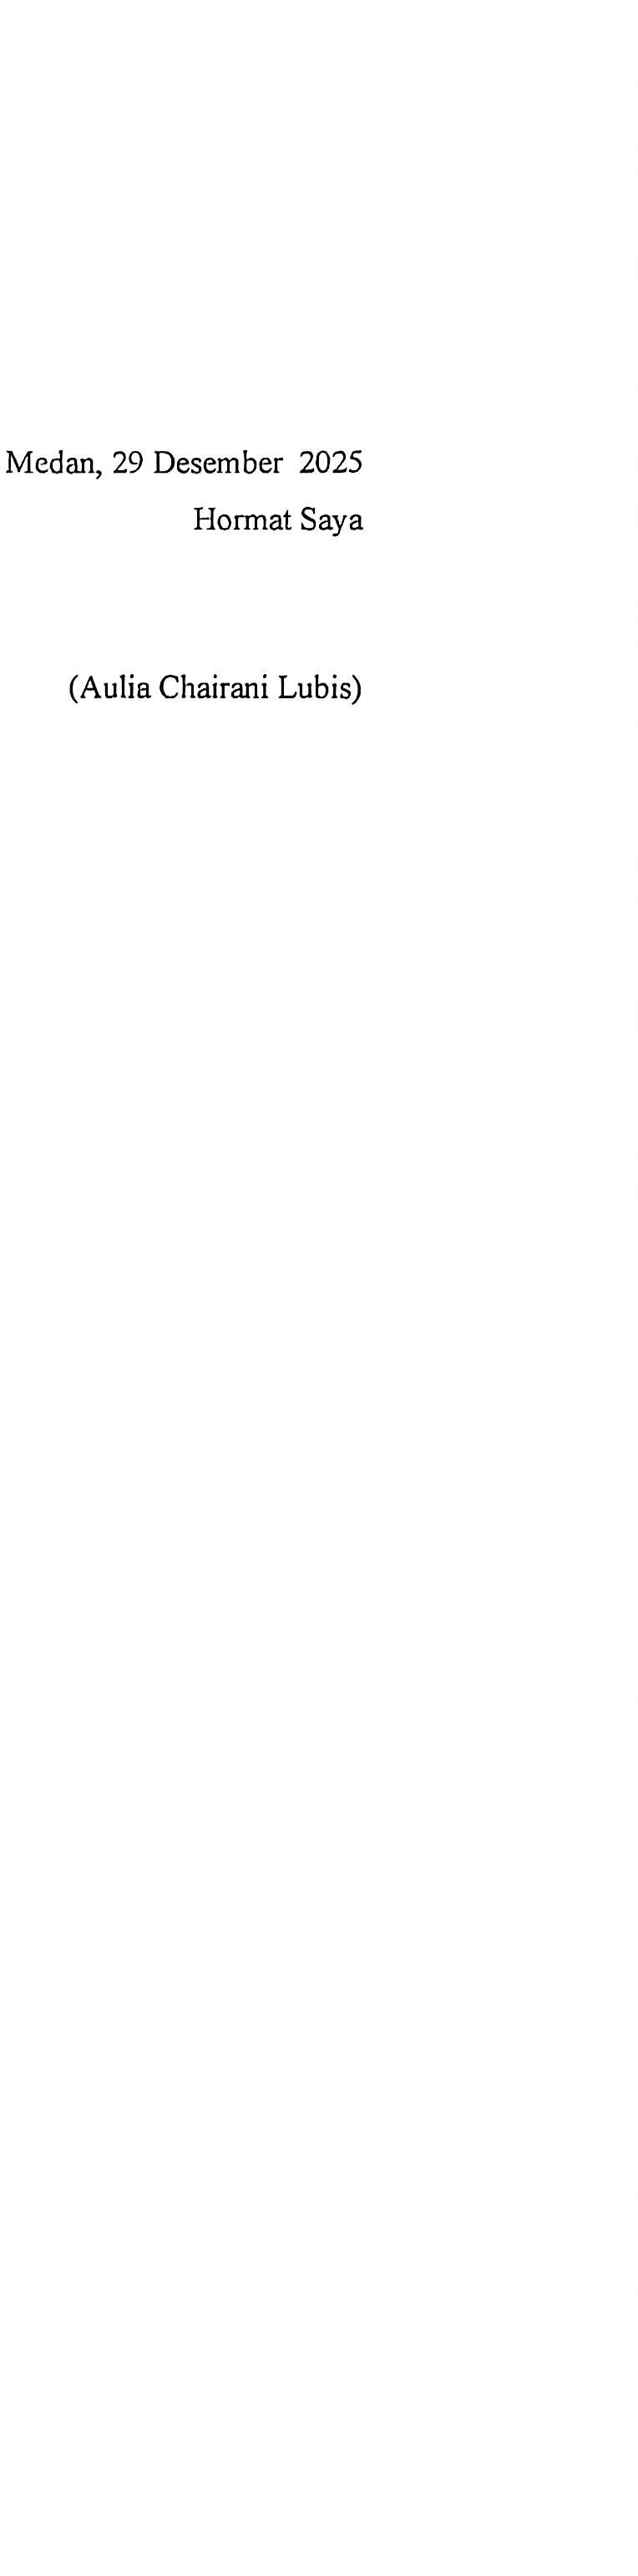 Medan, 29 Desember 2025
Hormat Saya
(Aulia Chairani Lubis)